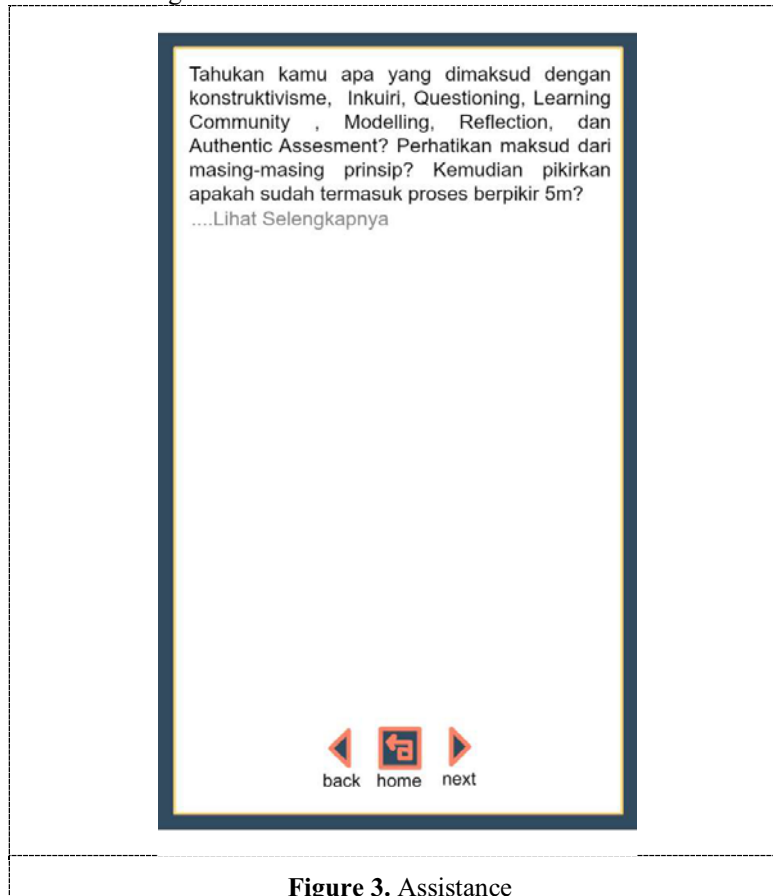 Tahukan kamu apa yang dimaksud dengan
konstruktivisme, Inkuiri, Questioning, Learning
Community , Modelling, Reflection, dan
Authentic Assesment? Perhatikan maksud dari
masing-masing prinsip? Kemudian pikirkan
apakah sudah termasuk proses berpikir 5m?
....Lihat Selengkapnya
back home next
Figure 3. Assistance